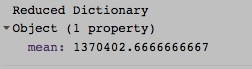 Reduced Dictionary
Object (1 property)
mean: 1370402.6666666667